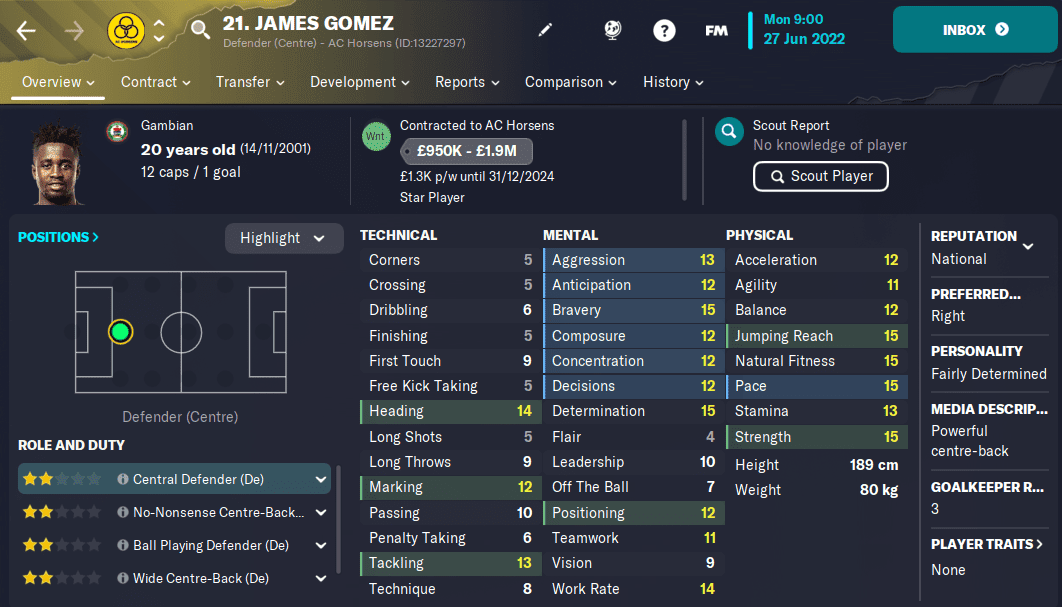 21. JAMES GOMEZ
Defender (Centre) - AC Horsens (ID:13227297)
?
FM
Mon 9:00
27 Jun 2022
INBOX
Overview
Contract
Transfer
Development
Reports
Comparison
History
Gambian
20 years old (14/11/2001)
12 caps / 1 goal
Wnt
Contracted to AC Horsens
£950K - £1.9M
£1.3K p/w until 31/12/2024
Star Player
Scout Report
No knowledge of player
Scout Player
POSITIONS >
Highlight
Defender (Centre)
ROLE AND DUTY
Central Defender (De)
No-Nonsense Centre-Back...
Ball Playing Defender (De)
Wide Centre-Back (De)
TECHNICAL
Corners 5
Crossing 5
Dribbling 6
Finishing 5
First Touch 9
Free Kick Taking 5
Heading 14
Long Shots 5
Long Throws 9
Marking 12
Passing 10
Penalty Taking 6
Tackling 13
Technique 8
MENTAL
Aggression 13
Anticipation 12
Bravery 15
Composure 12
Concentration 12
Decisions 12
Determination 15
Flair 4
Leadership 10
Off The Ball 7
Positioning 12
Teamwork 11
Vision 9
Work Rate 14
PHYSICAL
Acceleration 12
Agility 11
Balance 12
Jumping Reach 15
Natural Fitness 15
Pace 15
Stamina 13
Strength 15
Height 189 cm
Weight 80 kg
REPUTATION
National
PREFERRED...
Right
PERSONALITY
Fairly Determined
MEDIA DESCRIP...
Powerful
centre-back
GOALKEEPER R...
3
PLAYER TRAITS >
None